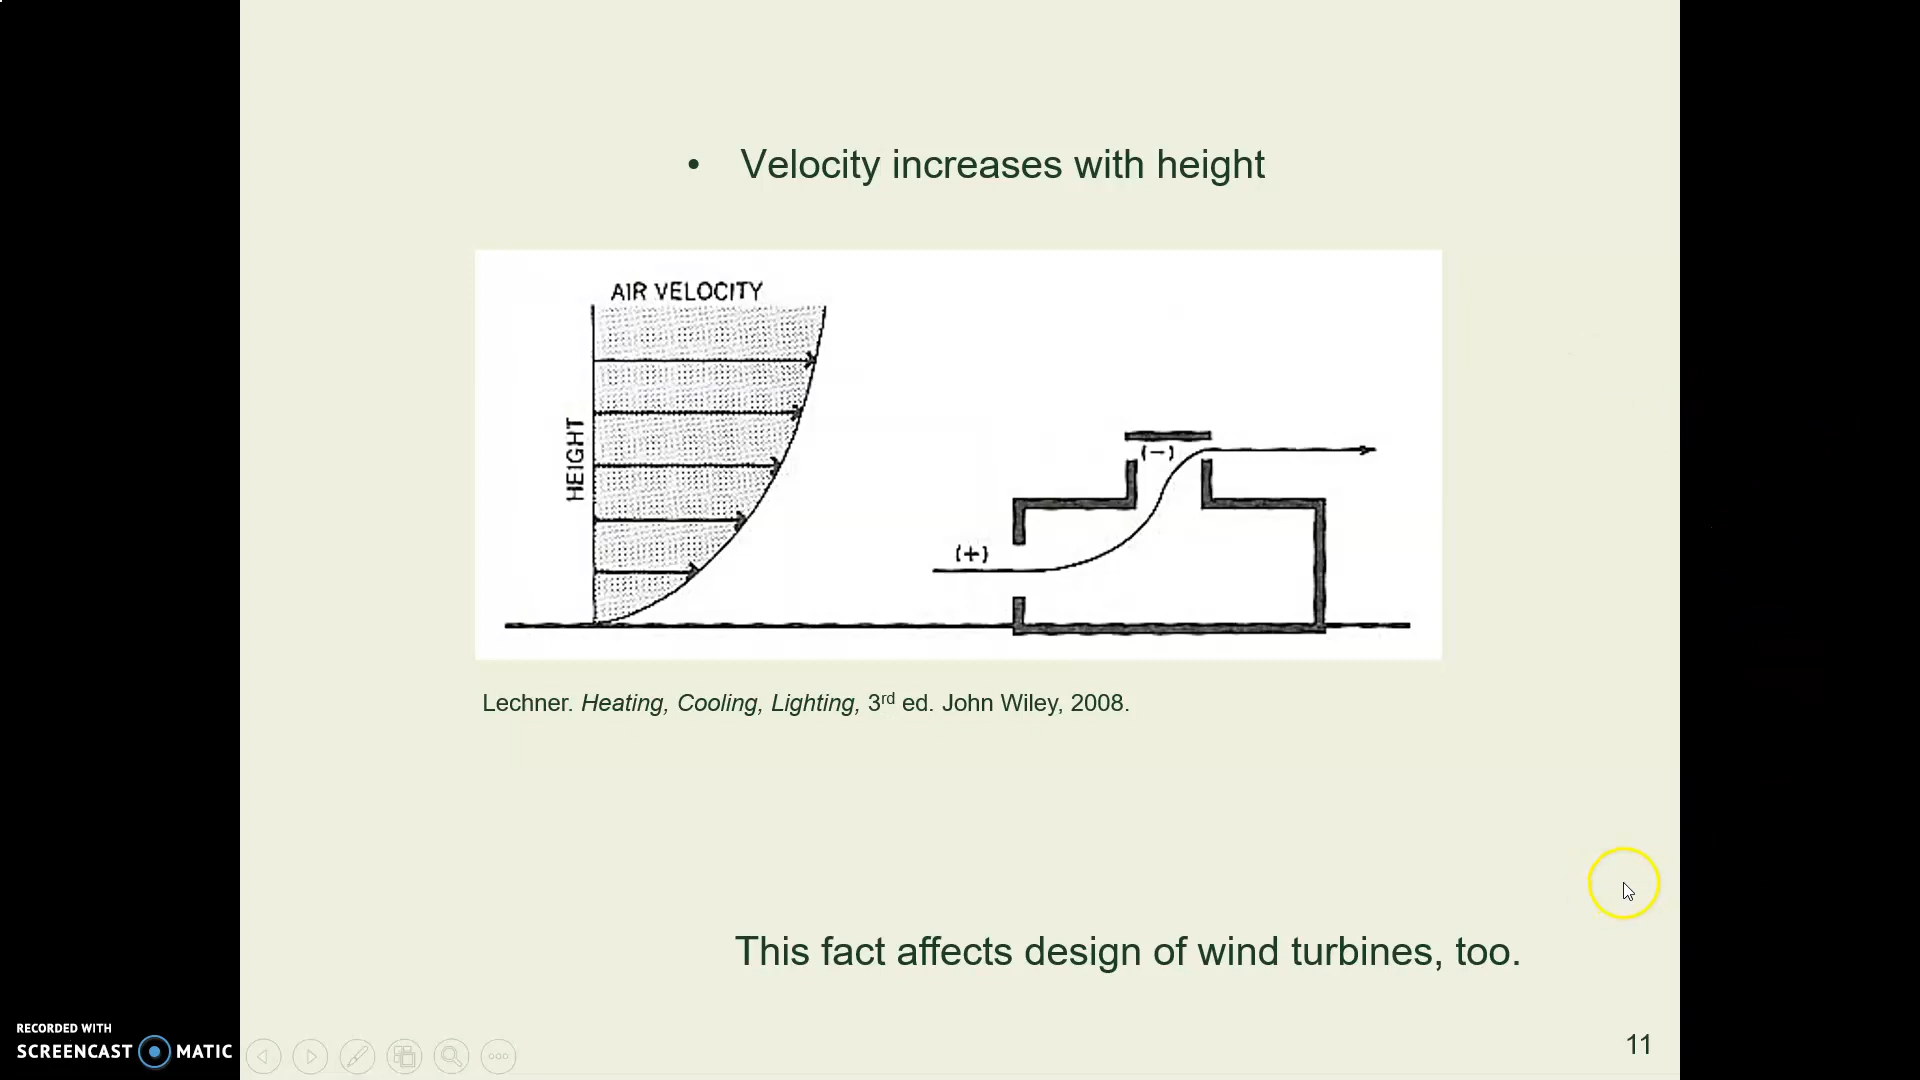 • Velocity increases with height
AIR VELOCITY
HEIGHT
(−)
(+)
Lechner. Heating, Cooling, Lighting, 3rd ed. John Wiley, 2008.
This fact affects design of wind turbines, too.
11
RECORDED WITH
SCREENCAST MATIC